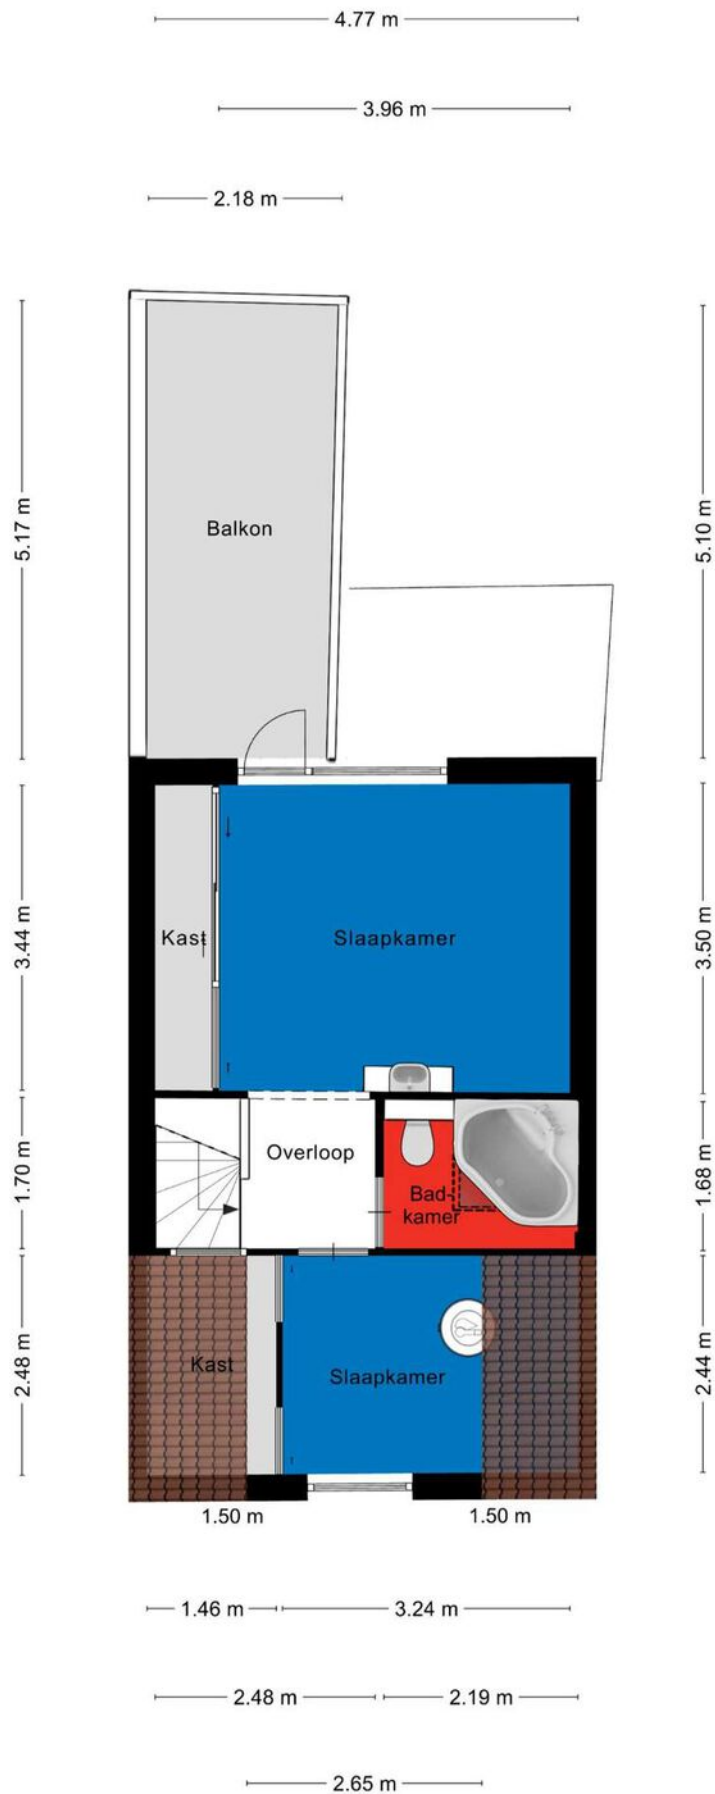 4.77 m
3.96 m
2.18 m
5.17 m
5.10 m
Balkon
3.44 m
Kast
Slaapkamer
3.50 m
1.70 m
Overloop
Bad-
kamer
1.68 m
2.48 m
Kast
Slaapkamer
2.44 m
1.50 m
1.50 m
1.46 m
3.24 m
2.48 m
2.19 m
2.65 m